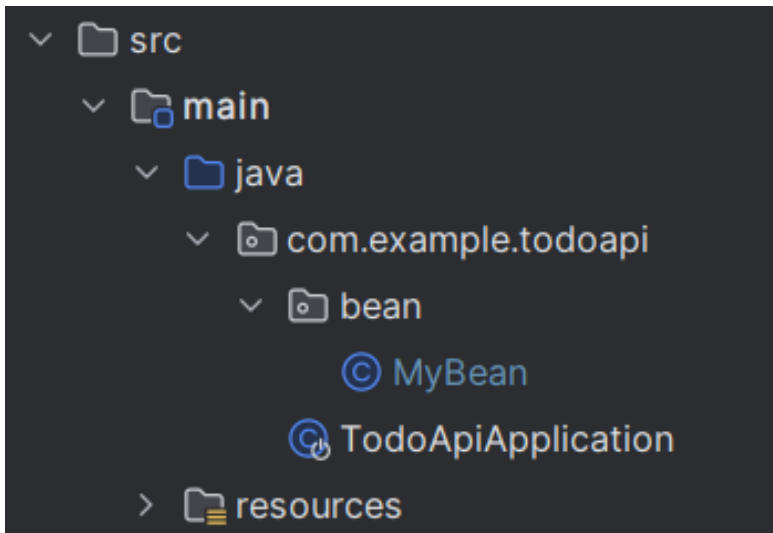 src
main
java
com.example.todoapi
bean
MyBean
TodoApiApplication
resources